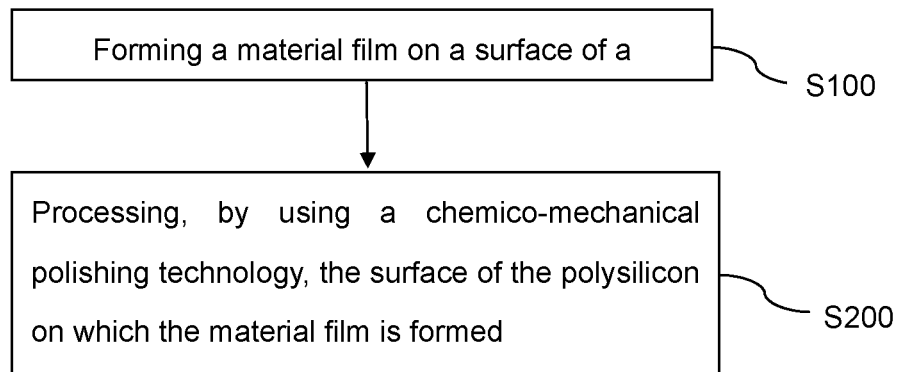 Forming a material film on a surface of a
S100
Processing, by using a chemico-mechanical
polishing technology, the surface of the polysilicon
on which the material film is formed
S200